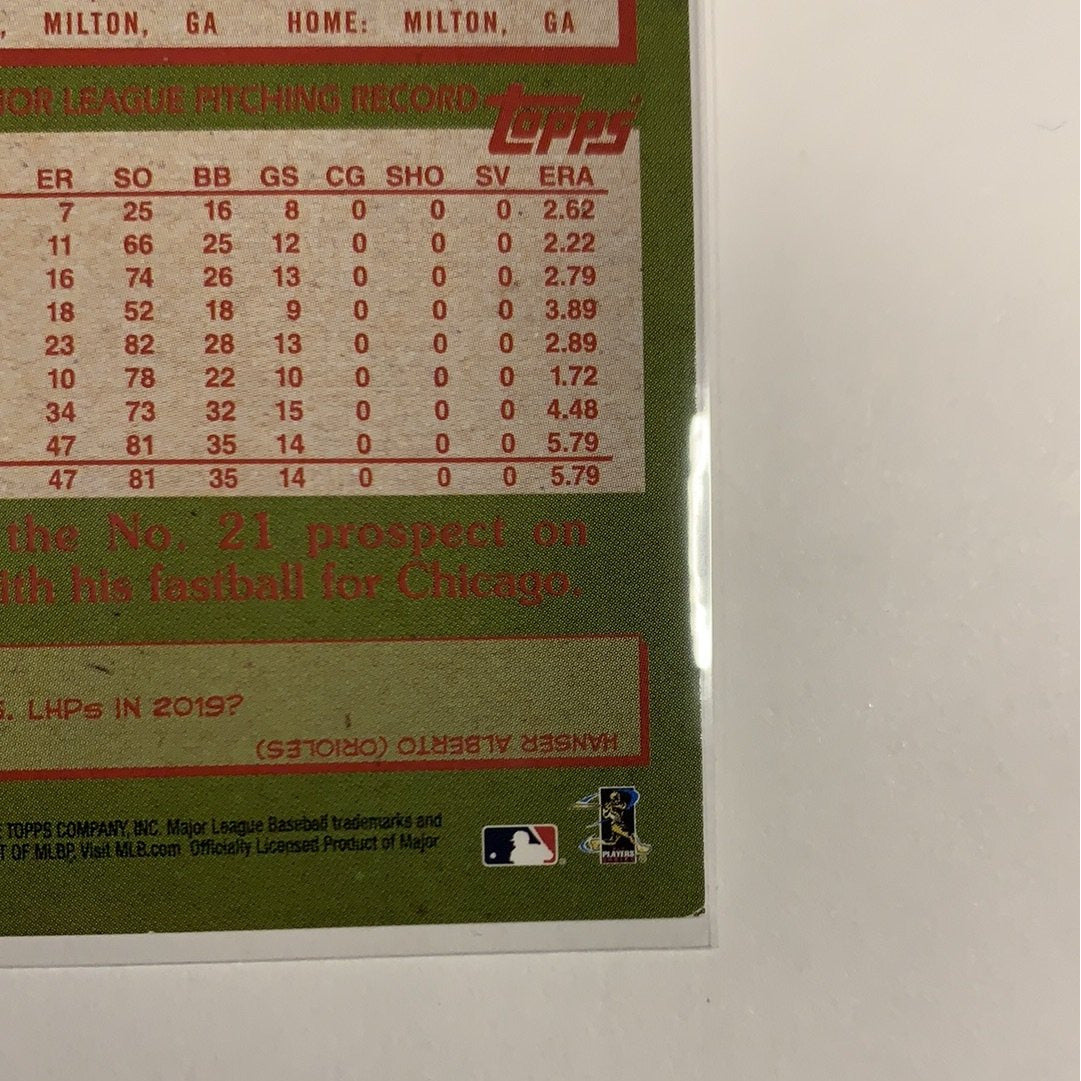 , MILTON, GA HOME: MILTON, GA
OR LEAGUE PITCHING RECORD topps
ER SO BB GS CG SHO SV ERA
7 25 16 8 0 0 0 2.62
11 66 25 12 0 0 0 2.22
16 74 26 13 0 0 0 2.79
18 52 18 9 0 0 0 3.89
23 82 28 13 0 0 0 2.89
10 78 22 10 0 0 0 1.72
34 73 32 15 0 0 0 4.48
47 81 35 14 0 0 0 5.79
47 81 35 14 0 0 0 5.79
the No. 21 prospect on
ith his fastball for Chicago.
. LHPs IN 2019?
HANSER ALBERTO (ORIOLES)
TOPPS COMPANY, INC. Major League Baseball trademarks and
T OF MLBP. Visit MLB.com Officially Licensed Product of Major
PLAYERS